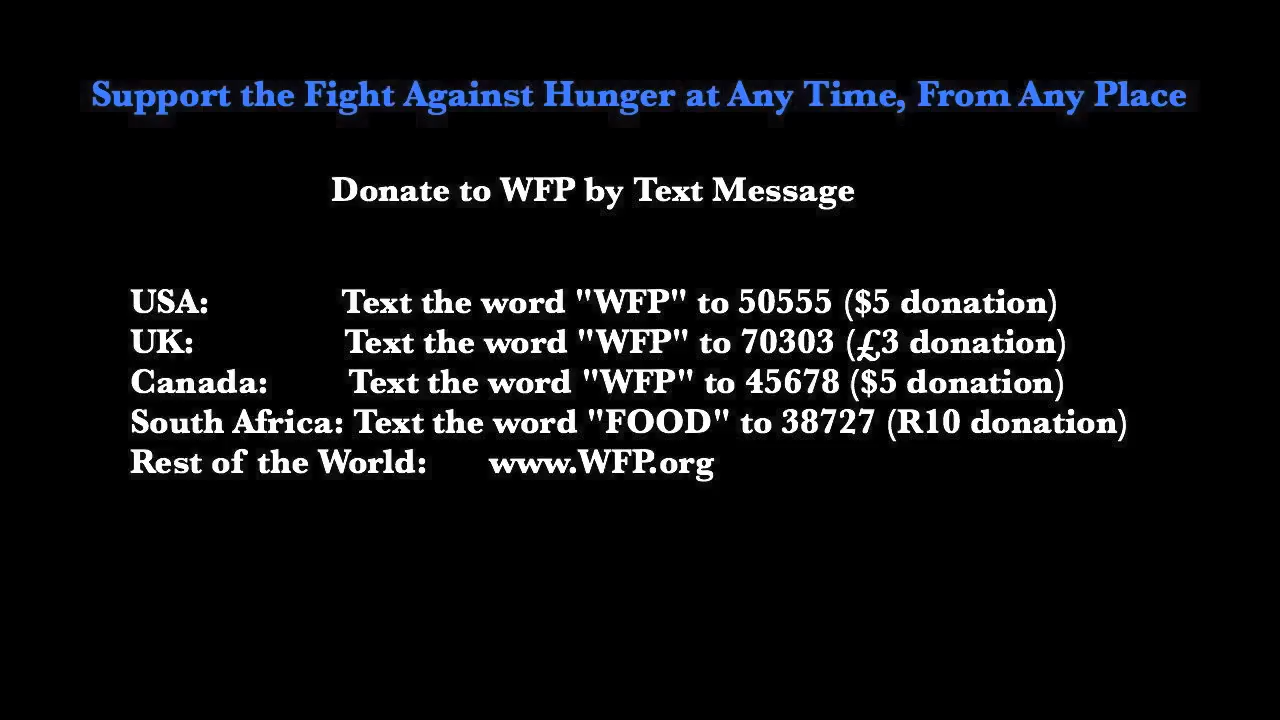 Support the Fight Against Hunger at Any Time, From Any Place
Donate to WFP by Text Message
USA: Text the word "WFP" to 50555 ($5 donation)
UK: Text the word "WFP" to 70303 (£3 donation)
Canada: Text the word "WFP" to 45678 ($5 donation)
South Africa: Text the word "FOOD" to 38727 (R10 donation)
Rest of the World: www.WFP.org